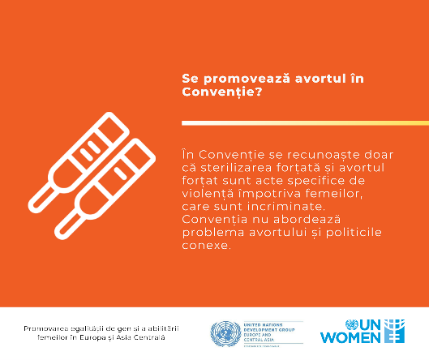 Se promovează avortul în
Convenție?
În Convenție se recunoaște doar
că sterilizarea forțată și avortul
forțat sunt acte specifice de
violență împotriva femeilor,
care sunt incriminate.
Convenția nu abordează
problema avortului și politicile
conexe.
Promovarea egalității de gen si a abilitării
femeilor în Europa și Asia Centrală
UNITED NATIONS
DEVELOPMENT GROUP
EUROPE AND
CENTRAL ASIA
UN
WOMEN